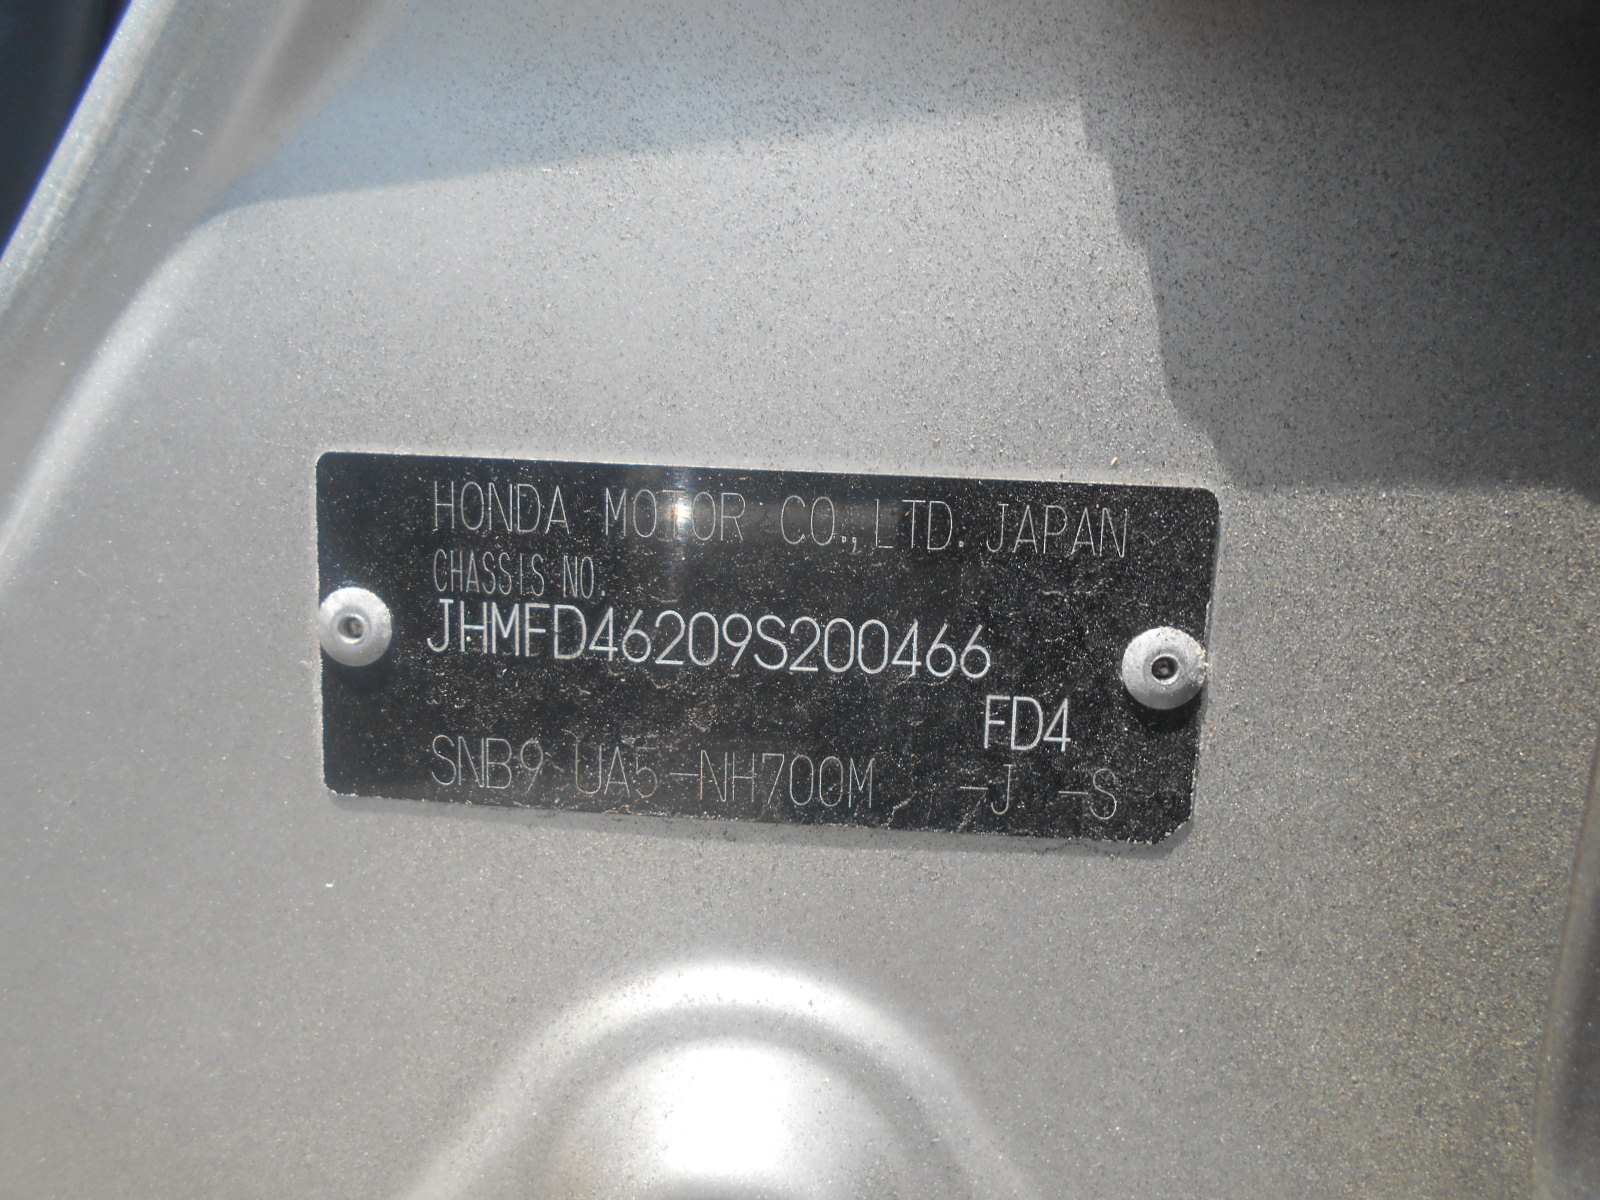 HONDA MOTOR CO.,LTD. JAPAN
CHASSIS NO.
JHMFD46209S200466
FD4
SNB9 UA5-NH700M -J -S